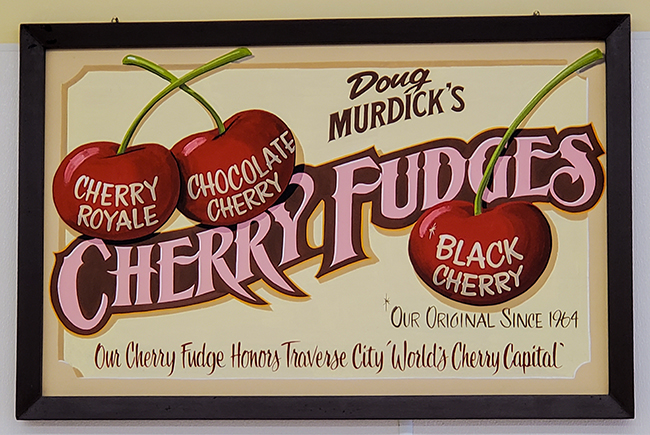 Doug
MURDICK'S
CHERRY
ROYALE
CHOCOLATE
CHERRY
CHERRY FUDGES
*BLACK
CHERRY
*OUR ORIGINAL SINCE 1964
Our Cherry Fudge Honors Traverse City "World's Cherry Capital"